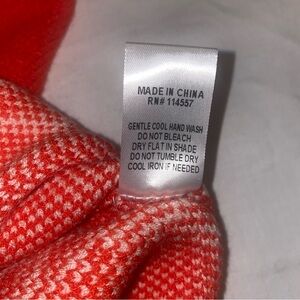 MADE IN CHINA
RN# 114557
GENTLE COOL HAND WASH
DO NOT BLEACH
DRY FLAT IN SHADE
DO NOT TUMBLE DRY
COOL IRON IF NEEDED